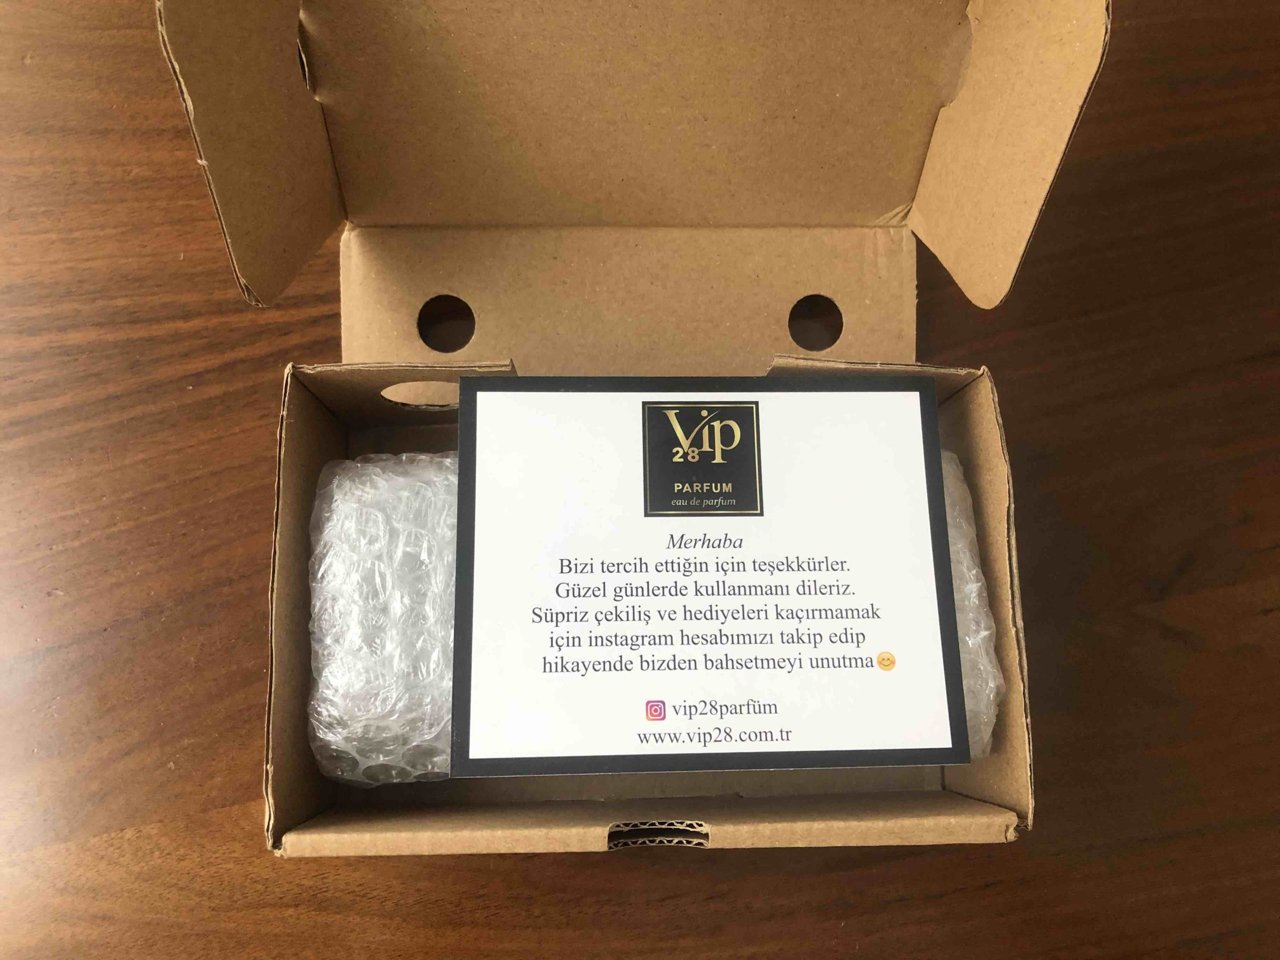 Vip
28
PARFUM
eau de parfum
Merhaba
Bizi tercih ettiğin için teşekkürler.
Güzel günlerde kullanmanı dileriz.
Süpriz çekiliş ve hediyeleri kaçırmamak
için instagram hesabımızı takip edip
hikayende bizden bahsetmeyi unutma😊
vip28parfüm
www.vip28.com.tr